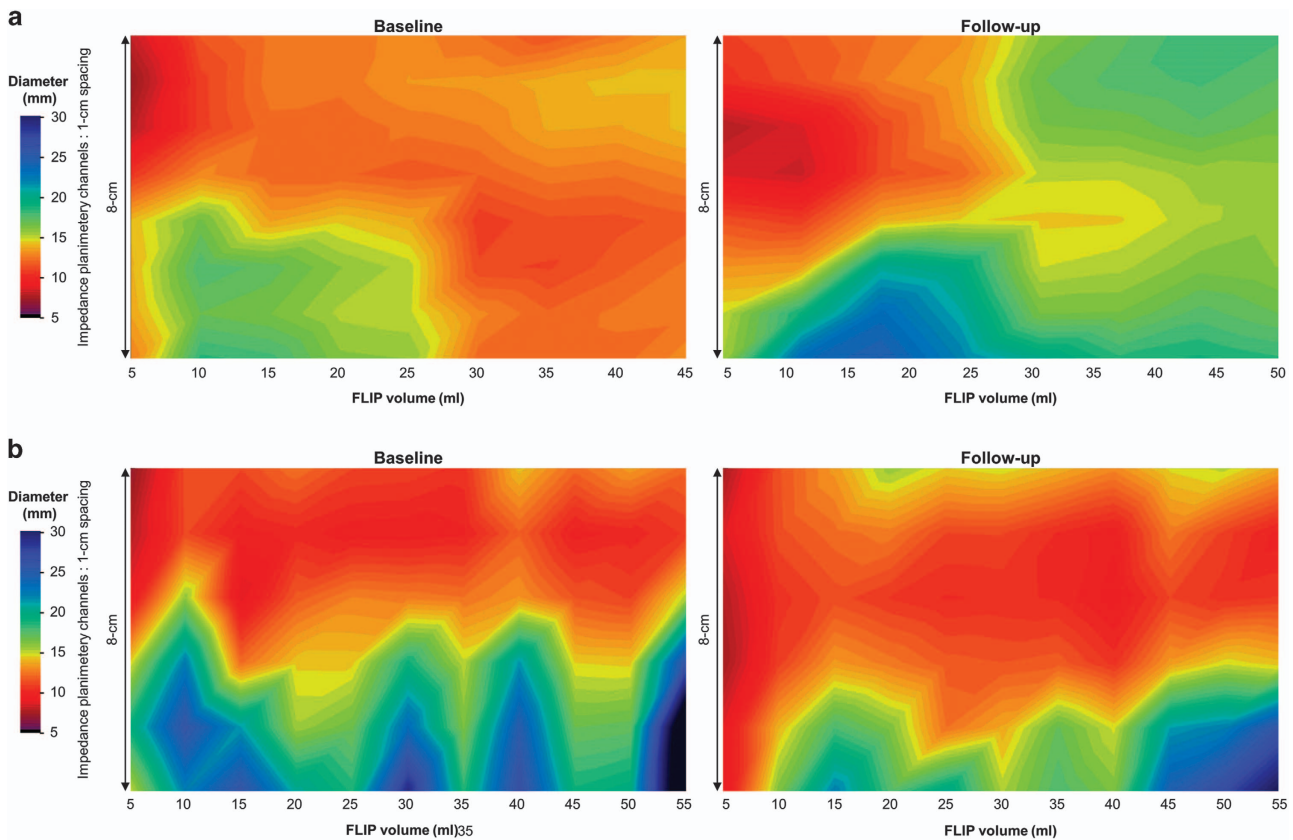 a
Baseline
Follow-up
Diameter
(mm)
30
25
20
15
10
5
Impedance planimetery channels : 1-cm spacing
8-cm
8-cm
5 10 15 20 25 30 35 40 45
5 10 15 20 25 30 35 40 45 50
FLIP volume (ml)
FLIP volume (ml)
b
Baseline
Follow-up
Diameter
(mm)
30
25
20
15
10
5
Impedance planimetery channels : 1-cm spacing
8-cm
8-cm
5 10 15 20 25 30 35 40 45 50 55
5 10 15 20 25 30 35 40 45 50 55
FLIP volume (ml)35
FLIP volume (ml)